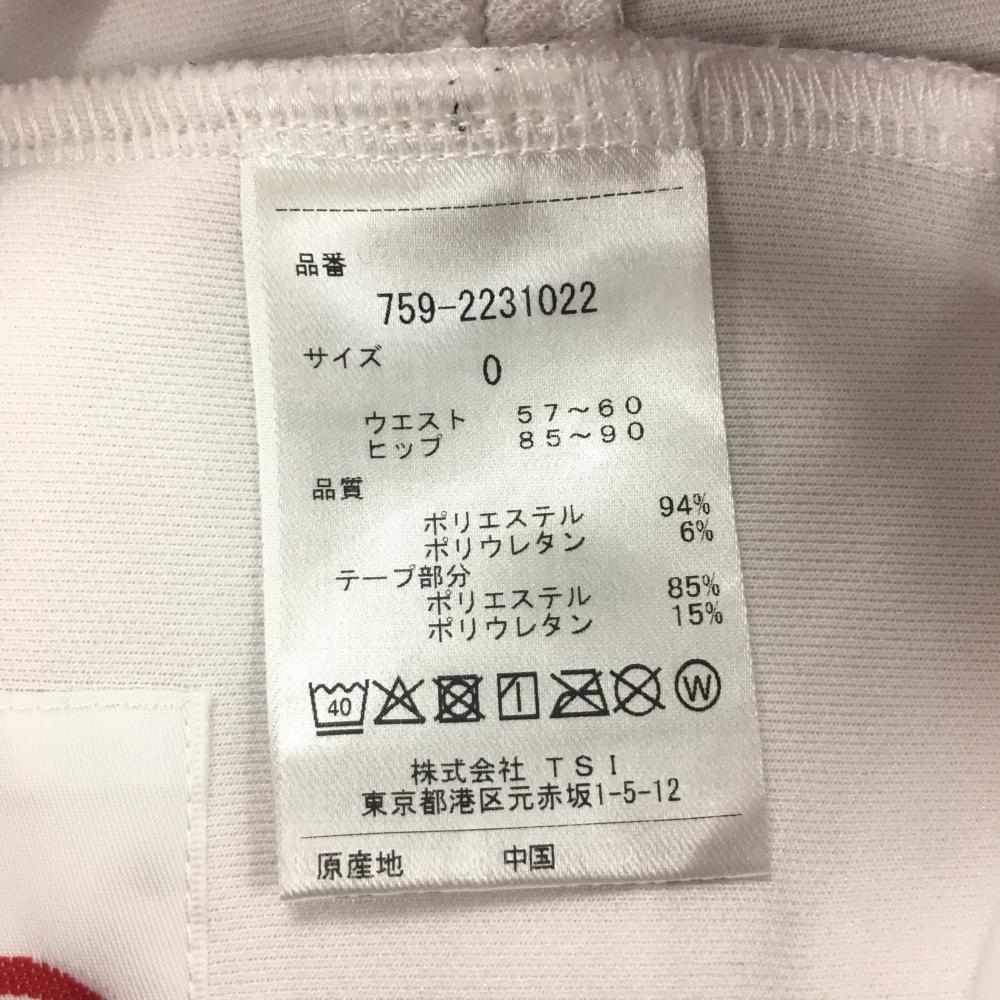 品番
759-2231022
サイズ 0
ウエスト 57～60
ヒップ 85～90
品質
ポリエステル 94%
ポリウレタン 6%
テープ部分
ポリエステル 85%
ポリウレタン 15%
40 W
株式会社 TSI
東京都港区元赤坂1-5-12
原産地 中国